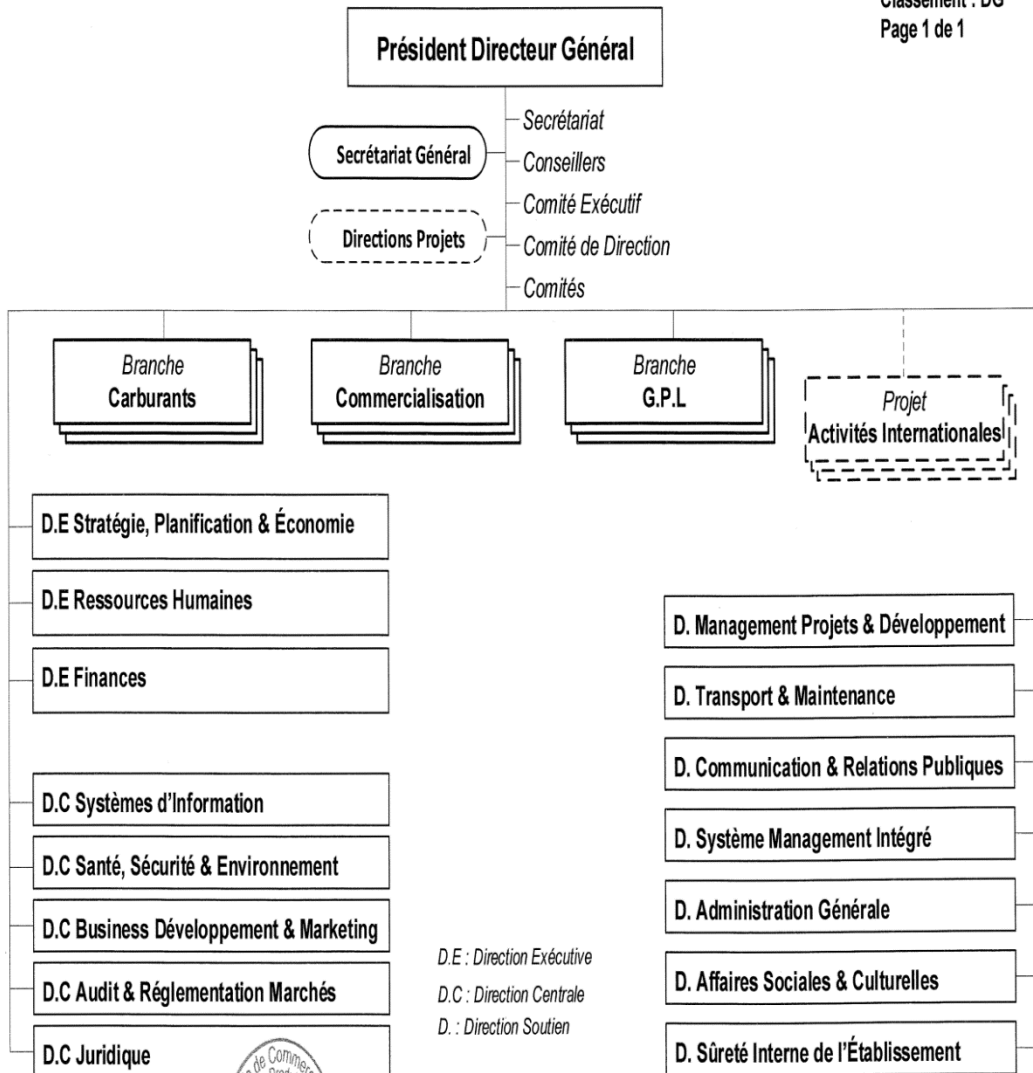 Classement : DG
Page 1 de 1
Président Directeur Général
Secrétariat
Secrétariat Général
Conseillers
Comité Exécutif
Directions Projets
Comité de Direction
Comités
Branche
Carburants
Branche
Commercialisation
Branche
G.P.L
Projet
Activités Internationales
D.E Stratégie, Planification & Économie
D.E Ressources Humaines
D.E Finances
D.C Systèmes d'Information
D.C Santé, Sécurité & Environnement
D.C Business Développement & Marketing
D.C Audit & Réglementation Marchés
D.C Juridique
D.E : Direction Exécutive
D.C : Direction Centrale
D. : Direction Soutien
D. Management Projets & Développement
D. Transport & Maintenance
D. Communication & Relations Publiques
D. Système Management Intégré
D. Administration Générale
D. Affaires Sociales & Culturelles
D. Sûreté Interne de l'Établissement